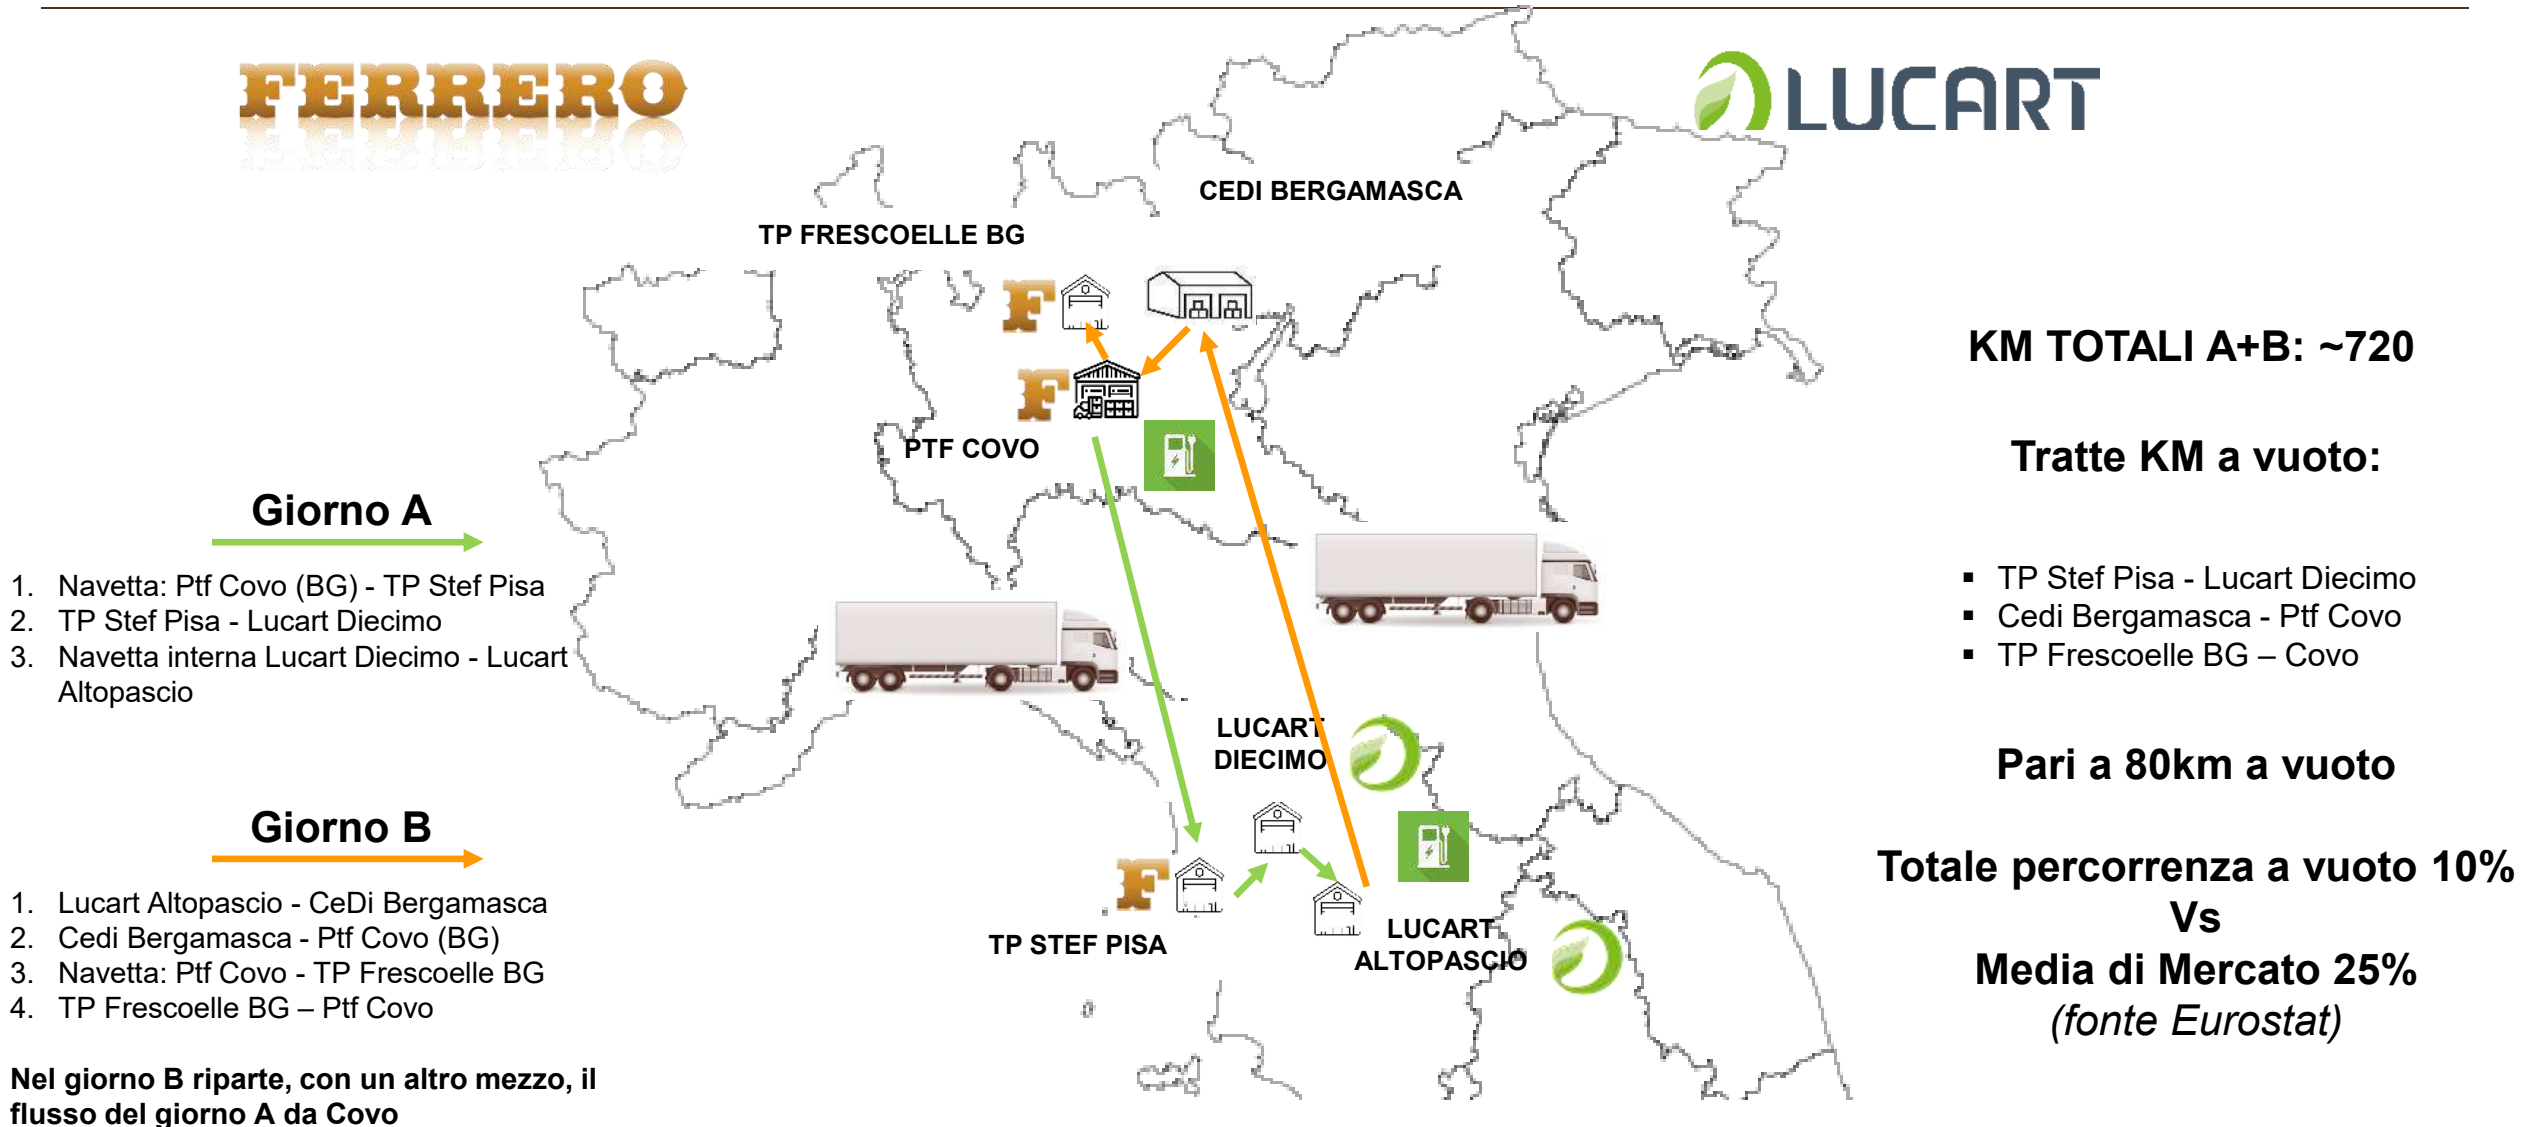 FERRERO
LUCART
CEDI BERGAMASCA
TP FRESCOELLE BG
F
F
PTF COVO
Giorno A
1. Navetta: Ptf Covo (BG) - TP Stef Pisa
2. TP Stef Pisa - Lucart Diecimo
3. Navetta interna Lucart Diecimo - Lucart
Altopascio
Giorno B
1. Lucart Altopascio - CeDi Bergamasca
2. Cedi Bergamasca - Ptf Covo (BG)
3. Navetta: Ptf Covo - TP Frescoelle BG
4. TP Frescoelle BG – Ptf Covo
Nel giorno B riparte, con un altro mezzo, il
flusso del giorno A da Covo
LUCART
DIECIMO
F
TP STEF PISA
LUCART
ALTOPASCIO
KM TOTALI A+B: ~720
Tratte KM a vuoto:
▪ TP Stef Pisa - Lucart Diecimo
▪ Cedi Bergamasca - Ptf Covo
▪ TP Frescoelle BG – Covo
Pari a 80km a vuoto
Totale percorrenza a vuoto 10%
Vs
Media di Mercato 25%
(fonte Eurostat)